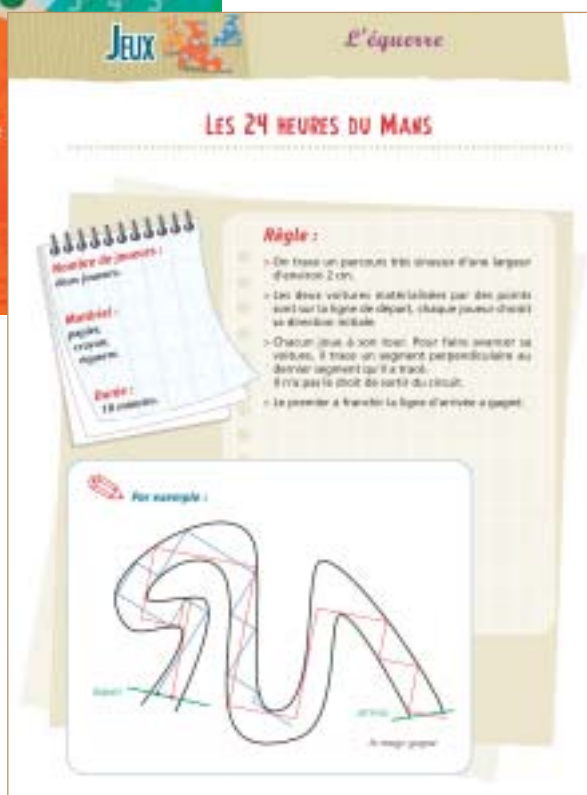 3 4 5
JEUX
L'équerre
LES 24 HEURES DU MANS
Nombre de joueurs :
deux joueurs.
Matériel :
papier,
crayon,
équerre.
Durée :
10 minutes.
Règle :
> On trace un parcours très sinueux d'une largeur
d'environ 2 cm.
> Les deux voitures matérialisées par des points
sont sur la ligne de départ, chaque joueur choisit
sa direction initiale.
> Chacun joue à son tour. Pour faire avancer sa
voiture, il trace un segment perpendiculaire au
dernier segment qu'il a tracé.
Il n'a pas le droit de sortir du circuit.
> Le premier à franchir la ligne d'arrivée a gagné.
Par exemple :
départ
arrivée
le rouge gagne